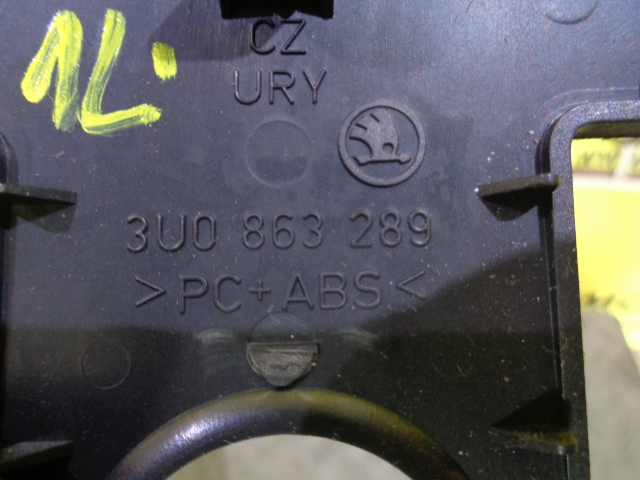 CZ
URY
3U0 863 289
>PC+ABS<